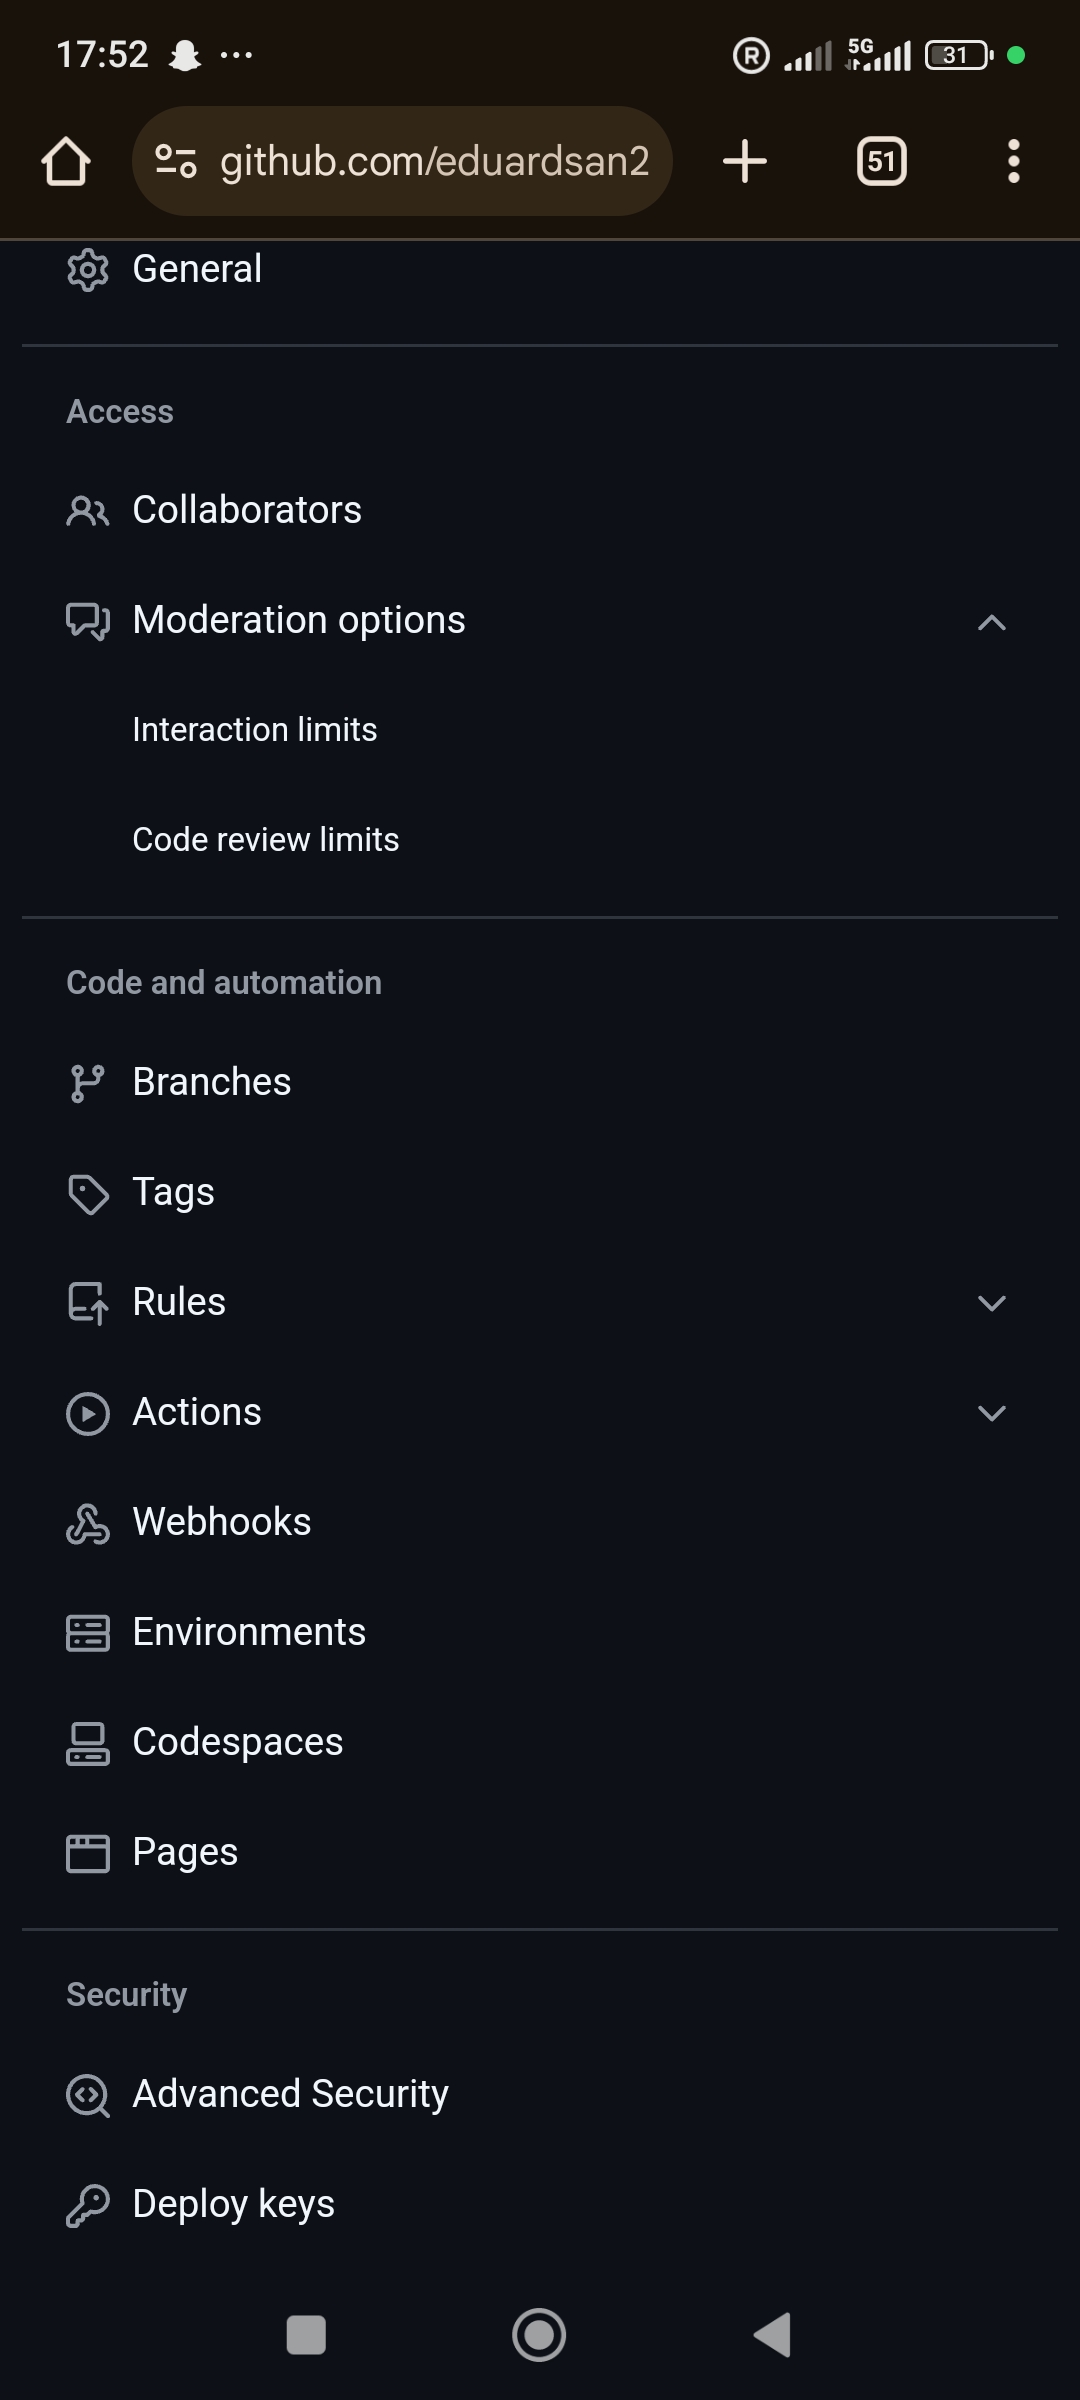 17:52
R
5G
31
github.com/eduardsan2
51
General
Access
Collaborators
Moderation options
Interaction limits
Code review limits
Code and automation
Branches
Tags
Rules
Actions
Webhooks
Environments
Codespaces
Pages
Security
Advanced Security
Deploy keys